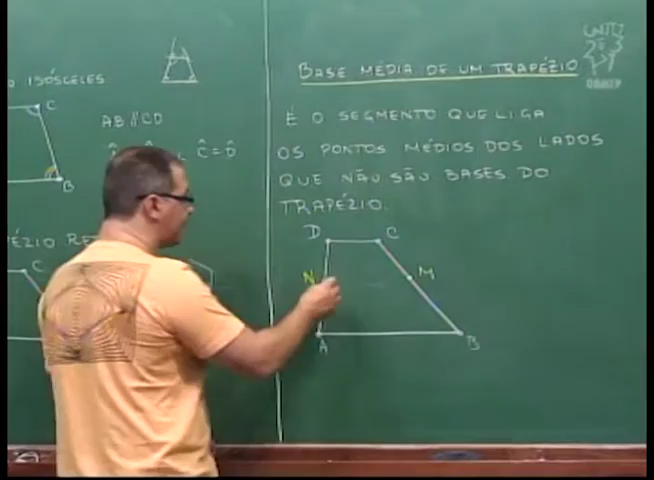 ISÓSCELES
C
AB // CD
Ĉ = D̂
B
C
BASE MÉDIA DE UM TRAPÉZIO
É O SEGMENTO QUE LIGA
OS PONTOS MÉDIOS DOS LADOS
QUE NÃO SÃO BASES DO
TRAPÉZIO.
D C
N M
A B